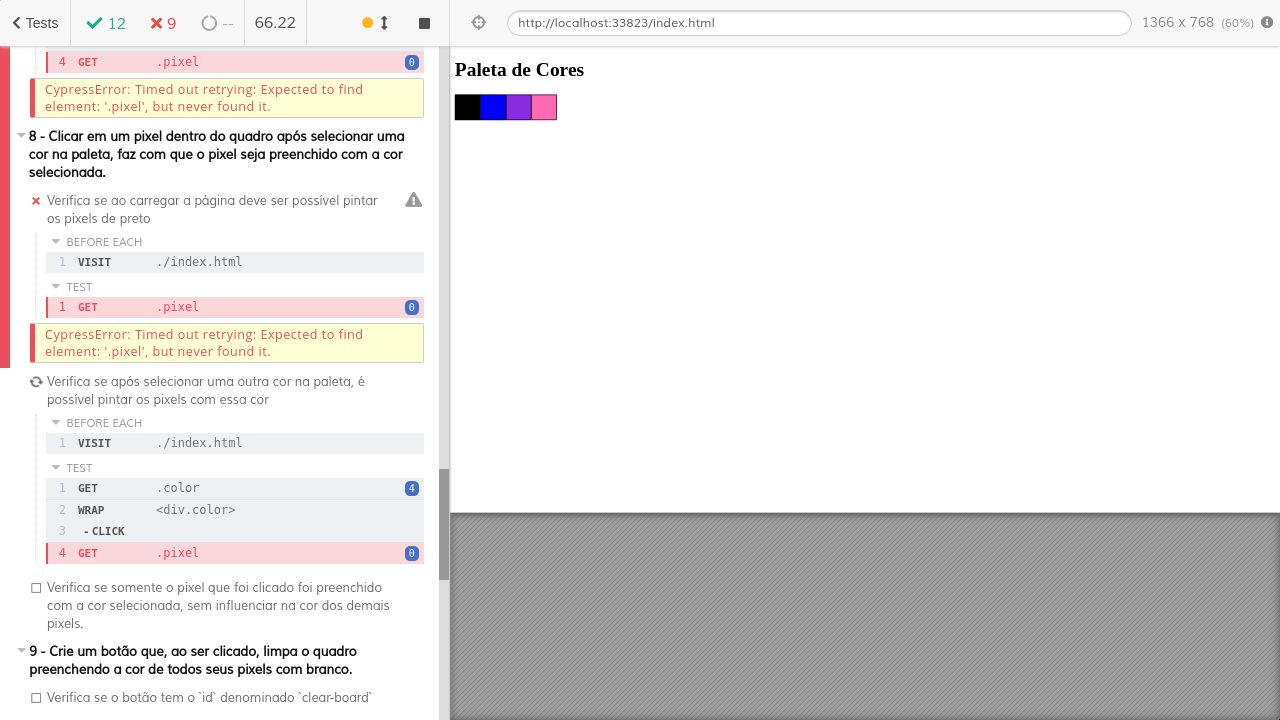 Tests
12
9
--
66.22
http://localhost:33823/index.html
1366 x 768 (60%)
4 GET .pixel 0
CypressError: Timed out retrying: Expected to find
element: '.pixel', but never found it.
8 - Clicar em um pixel dentro do quadro após selecionar uma
cor na paleta, faz com que o pixel seja preenchido com a cor
selecionada.
Verifica se ao carregar a página deve ser possível pintar
os pixels de preto
BEFORE EACH
1 VISIT ./index.html
TEST
1 GET .pixel 0
CypressError: Timed out retrying: Expected to find
element: '.pixel', but never found it.
Verifica se após selecionar uma outra cor na paleta, é
possível pintar os pixels com essa cor
BEFORE EACH
1 VISIT ./index.html
TEST
1 GET .color 4
2 WRAP <div.color>
3 - CLICK
4 GET .pixel 0
Verifica se somente o pixel que foi clicado foi preenchido
com a cor selecionada, sem influenciar na cor dos demais
pixels.
9 - Crie um botão que, ao ser clicado, limpa o quadro
preenchendo a cor de todos seus pixels com branco.
Verifica se o botão tem o `id` denominado `clear-board`
Paleta de Cores